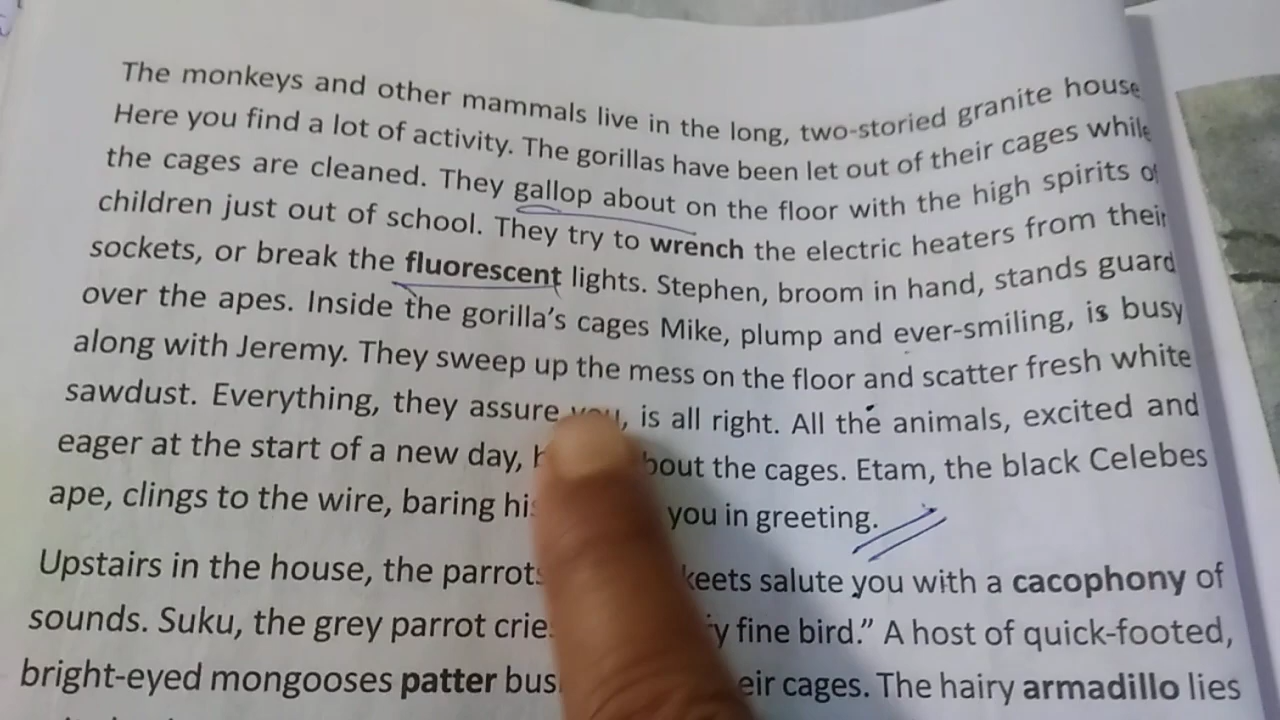 The monkeys and other mammals live in the long, two-storied granite house
Here you find a lot of activity. The gorillas have been let out of their cages while
the cages are cleaned. They gallop about on the floor with the high spirits of
children just out of school. They try to wrench the electric heaters from their
sockets, or break the fluorescent lights. Stephen, broom in hand, stands guard
over the apes. Inside the gorilla's cages Mike, plump and ever-smiling, is busy
along with Jeremy. They sweep up the mess on the floor and scatter fresh white
sawdust. Everything, they assure you, is all right. All the animals, excited and
eager at the start of a new day, bout the cages. Etam, the black Celebes
ape, clings to the wire, baring you in greeting.
Upstairs in the house, the parrots keets salute you with a cacophony of
sounds. Suku, the grey parrot fine bird." A host of quick-footed,
bright-eyed mongooses patter eir cages. The hairy armadillo lies